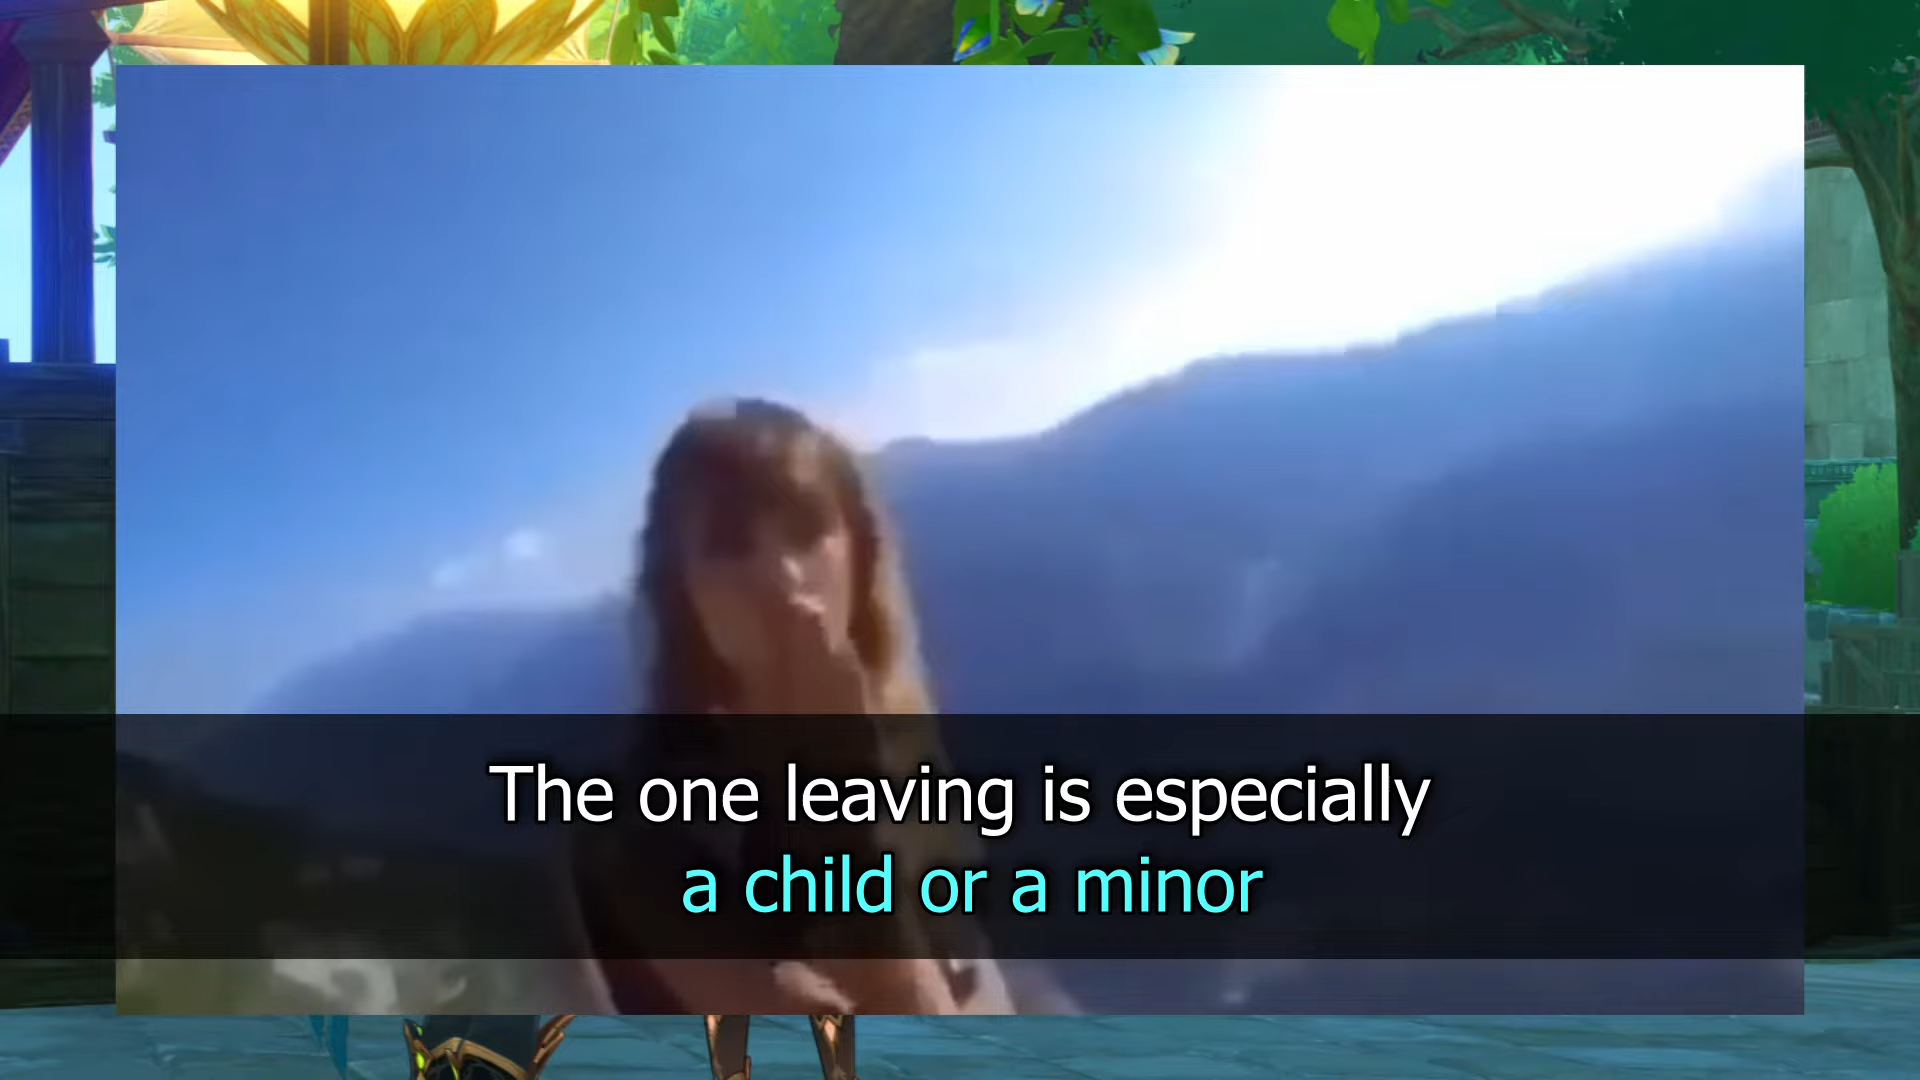 The one leaving is especially
a child or a minor